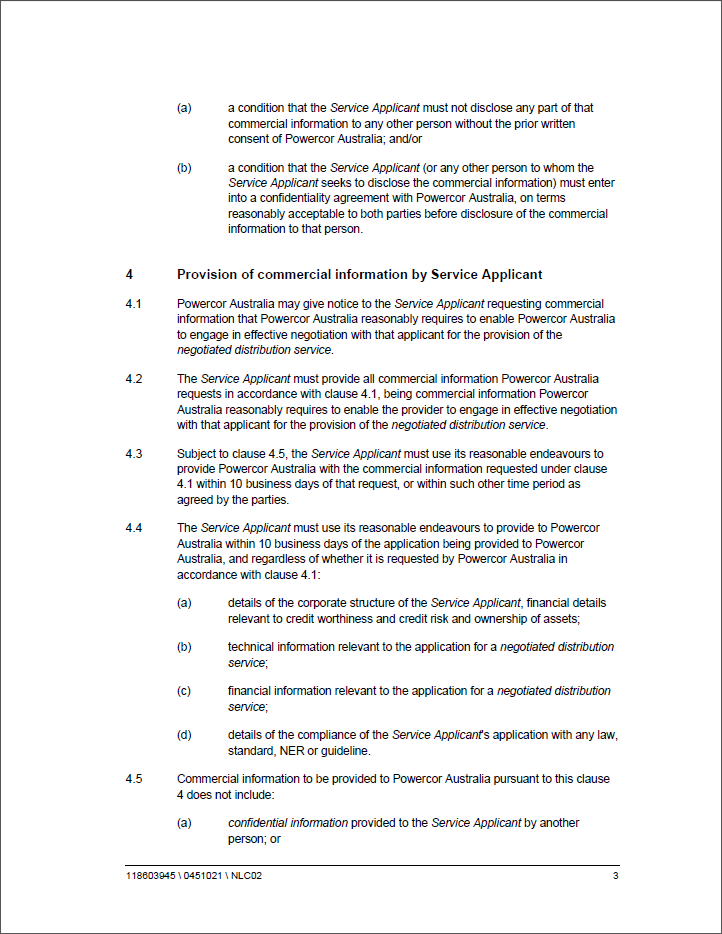 (a) a condition that the Service Applicant must not disclose any part of that
commercial information to any other person without the prior written
consent of Powercor Australia; and/or
(b) a condition that the Service Applicant (or any other person to whom the
Service Applicant seeks to disclose the commercial information) must enter
into a confidentiality agreement with Powercor Australia, on terms
reasonably acceptable to both parties before disclosure of the commercial
information to that person.
4 Provision of commercial information by Service Applicant
4.1 Powercor Australia may give notice to the Service Applicant requesting commercial
information that Powercor Australia reasonably requires to enable Powercor Australia
to engage in effective negotiation with that applicant for the provision of the
negotiated distribution service.
4.2 The Service Applicant must provide all commercial information Powercor Australia
requests in accordance with clause 4.1, being commercial information Powercor
Australia reasonably requires to enable the provider to engage in effective negotiation
with that applicant for the provision of the negotiated distribution service.
4.3 Subject to clause 4.5, the Service Applicant must use its reasonable endeavours to
provide Powercor Australia with the commercial information requested under clause
4.1 within 10 business days of that request, or within such other time period as
agreed by the parties.
4.4 The Service Applicant must use its reasonable endeavours to provide to Powercor
Australia within 10 business days of the application being provided to Powercor
Australia, and regardless of whether it is requested by Powercor Australia in
accordance with clause 4.1:
(a) details of the corporate structure of the Service Applicant, financial details
relevant to credit worthiness and credit risk and ownership of assets;
(b) technical information relevant to the application for a negotiated distribution
service;
(c) financial information relevant to the application for a negotiated distribution
service;
(d) details of the compliance of the Service Applicant's application with any law,
standard, NER or guideline.
4.5 Commercial information to be provided to Powercor Australia pursuant to this clause
4 does not include:
(a) confidential information provided to the Service Applicant by another
person; or
118603945 \ 0451021 \ NLC02 3